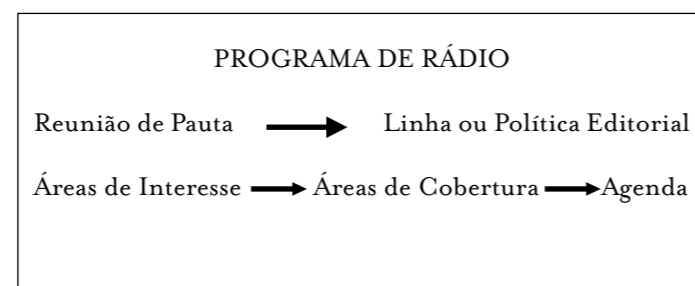 PROGRAMA DE RÁDIO
Reunião de Pauta Linha ou Política Editorial
Áreas de Interesse Áreas de Cobertura Agenda